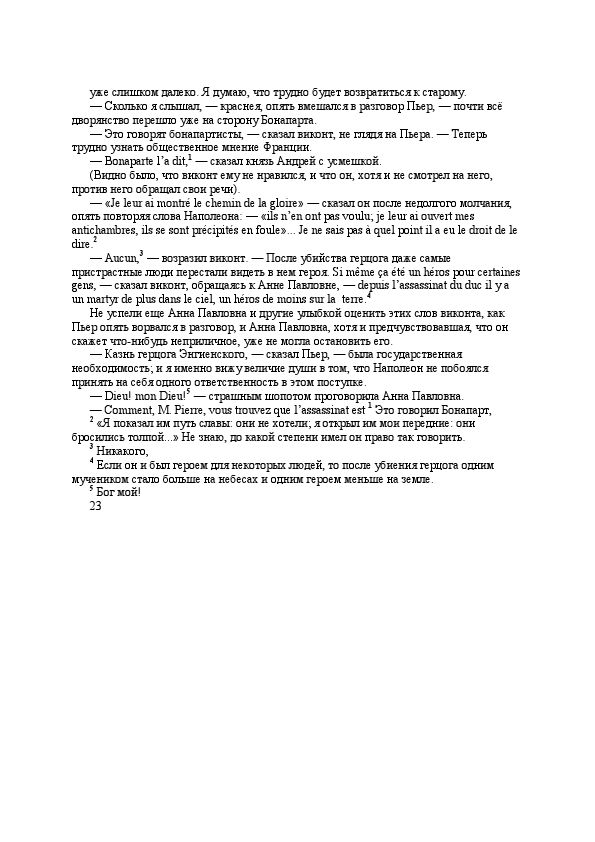 уже слишком далеко. Я думаю, что трудно будет возвратиться к старому.
— Сколько я слышал, — краснея, опять вмешался в разговор Пьер, — почти всё
дворянство перешло уже на сторону Бонапарта.
— Это говорят бонапартисты, — сказал виконт, не глядя на Пьера. — Теперь
трудно узнать общественное мнение Франции.
— Bonaparte l’a dit,1 — сказал князь Андрей с усмешкой.
(Видно было, что виконт ему не нравился, и что он, хотя и не смотрел на него,
против него обращал свои речи).
— «Je leur ai montré le chemin de la gloire» — сказал он после недолгого молчания,
опять повторяя слова Наполеона: — «ils n’en ont pas voulu; je leur ai ouvert mes
antichambres, ils se sont précipités en foule»... Je ne sais pas à quel point il a eu le droit de le
dire.2
— Aucun,3 — возразил виконт. — После убийства герцога даже самые
пристрастные люди перестали видеть в нем героя. Si même ça été un héros pour certaines
gens, — сказал виконт, обращаясь к Анне Павловне, — depuis l’assassinat du duc il y a
un martyr de plus dans le ciel, un héros de moins sur la terre.4
Не успели еще Анна Павловна и другие улыбкой оценить этих слов виконта, как
Пьер опять ворвался в разговор, и Анна Павловна, хотя и предчувствовавшая, что он
скажет что-нибудь неприличное, уже не могла остановить его.
— Казнь герцога Энгиенского, — сказал Пьер, — была государственная
необходимость; и я именно вижу величие души в том, что Наполеон не побоялся
принять на себя одного ответственность в этом поступке.
— Dieu! mon Dieu!5 — страшным шопотом проговорила Анна Павловна.
— Comment, M. Pierre, vous trouvez que l’assassinat est 1 Это говорил Бонапарт,
2 «Я показал им путь славы: они не хотели; я открыл им мои передние: они
бросились толпой...» Не знаю, до какой степени имел он право так говорить.
3 Никакого,
4 Если он и был героем для некоторых людей, то после убиения герцога одним
мучеником стало больше на небесах и одним героем меньше на земле.
5 Бог мой!
23